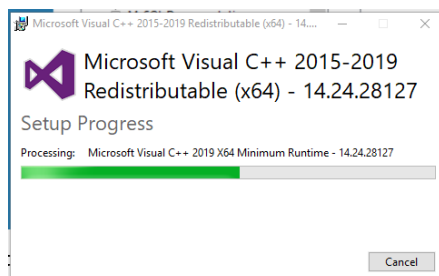 Microsoft Visual C++ 2015-2019 Redistributable (x64) - 14....
Microsoft Visual C++ 2015-2019
Redistributable (x64) - 14.24.28127
Setup Progress
Processing: Microsoft Visual C++ 2019 X64 Minimum Runtime - 14.24.28127
Cancel